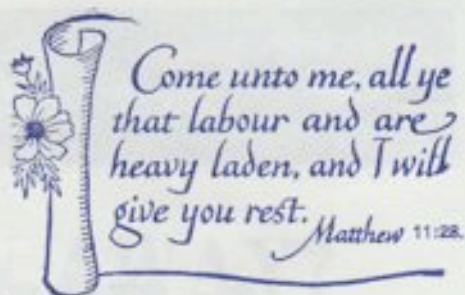 Come unto me, all ye
that labour and are
heavy laden, and I will
give you rest.
Matthew 11:28.